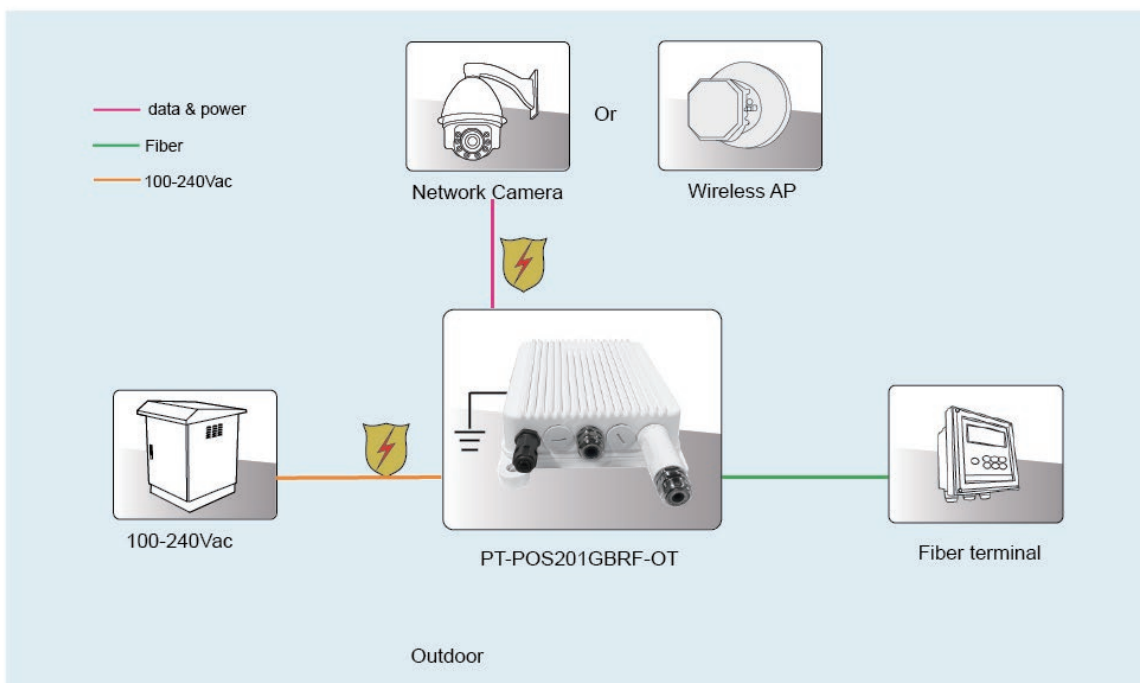 data & power
Fiber
100-240Vac
Or
Network Camera
Wireless AP
100-240Vac
PT-POS201GBRF-OT
Fiber terminal
Outdoor